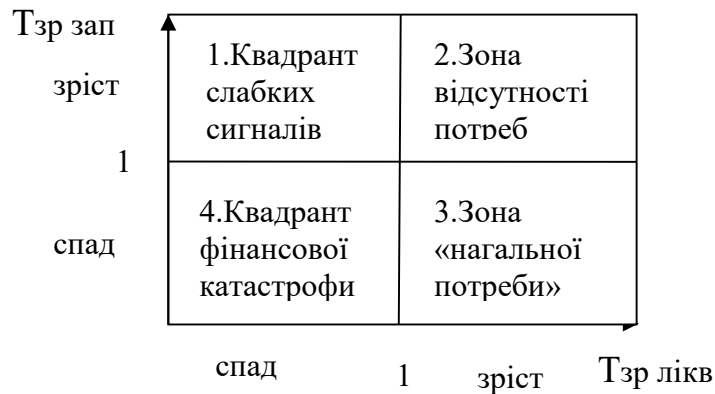 Тзр зап
зріст
1
спад
1.Квадрант
слабких
сигналів
2.Зона
відсутності
потреб
4.Квадрант
фінансової
катастрофи
3.Зона
«нагальної
потреби»
спад
1
зріст
Тзр лікв